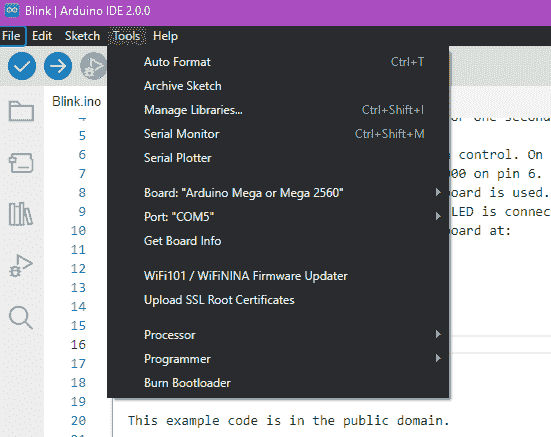 Blink | Arduino IDE 2.0.0
File Edit Sketch Tools Help
Auto Format Ctrl+T
Archive Sketch
Manage Libraries... Ctrl+Shift+I
Serial Monitor Ctrl+Shift+M
Serial Plotter
Board: "Arduino Mega or Mega 2560"
Port: "COM5"
Get Board Info
WiFi101 / WiFiNINA Firmware Updater
Upload SSL Root Certificates
Processor
Programmer
Burn Bootloader
Blink.ino
4 or one second
5
6 control. On
7 000 on pin 6.
8 board is used.
9 LED is connec
10 board at:
11
12
13
14
15
16
17
18
19
20 This example code is in the public domain.
21